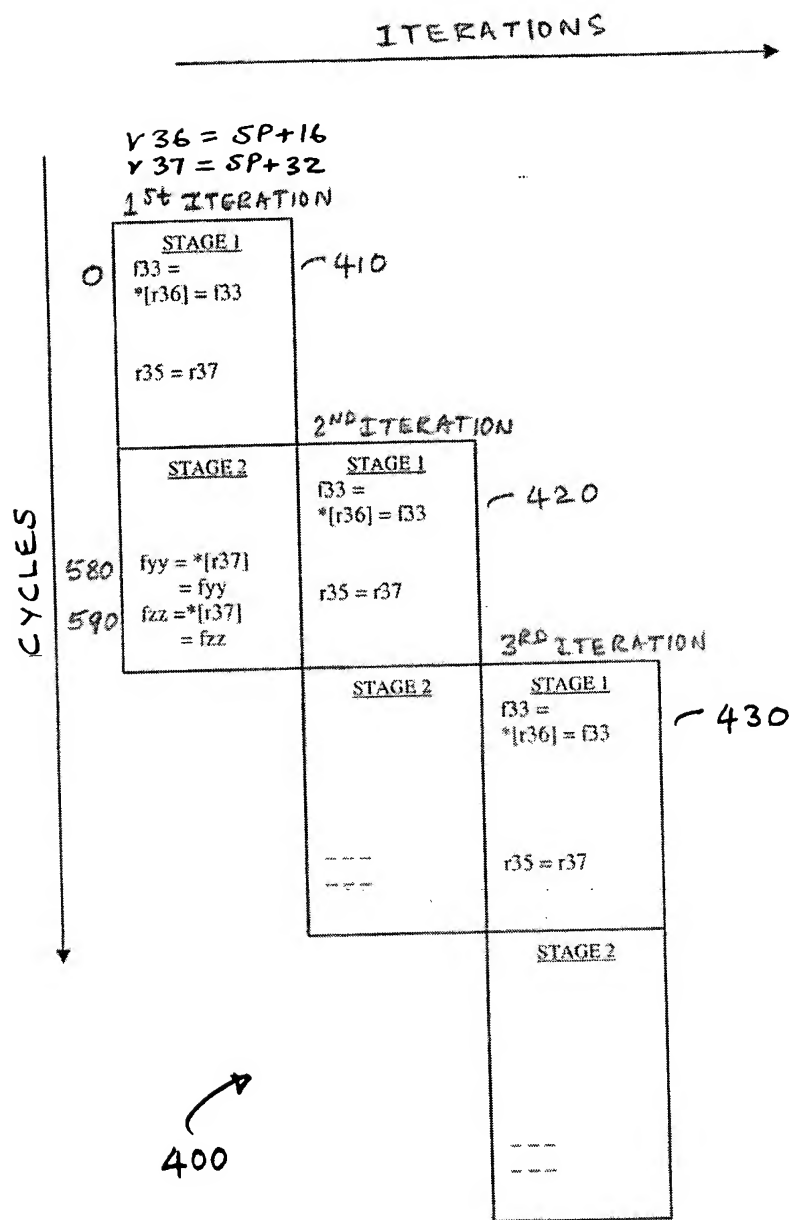 ITERATIONS
r36 = SP+16
r37 = SP+32
1st ITERATION
STAGE 1
0
f33 =
*[r36] = f33
410
r35 = r37
2ND ITERATION
STAGE 2
STAGE 1
f33 =
*[r36] = f33
420
CYCLES
580
fyy = *[r37]
= fyy
r35 = r37
590
fzz =*[r37]
= fzz
3RD ITERATION
STAGE 2
STAGE 1
f33 =
*[r36] = f33
430
---
---
r35 = r37
STAGE 2
400
---
---